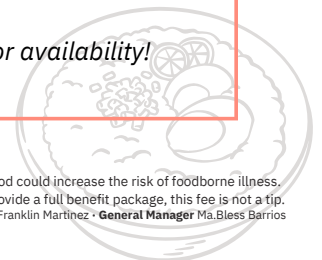 or availability!
od could increase the risk of foodborne illness.
ovide a full benefit package, this fee is not a tip.
Franklin Martinez · General Manager Ma.Bless Barrios